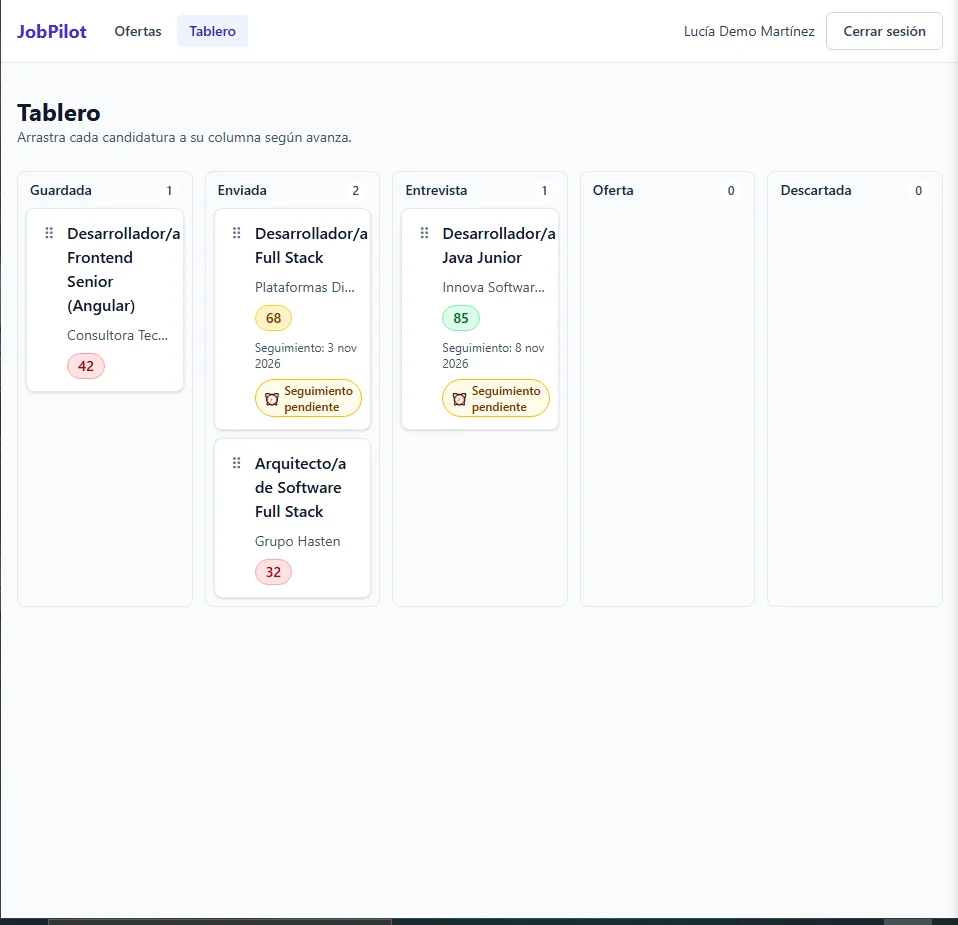 JobPilot
Ofertas
Tablero
Lucía Demo Martínez
Cerrar sesión
Tablero
Arrastra cada candidatura a su columna según avanza.
Guardada 1
Desarrollador/a
Frontend
Senior
(Angular)
Consultora Tec...
42
Enviada 2
Desarrollador/a
Full Stack
Plataformas Di...
68
Seguimiento: 3 nov
2026
Seguimiento
pendiente
Arquitecto/a
de Software
Full Stack
Grupo Hasten
32
Entrevista 1
Desarrollador/a
Java Junior
Innova Softwar...
85
Seguimiento: 8 nov
2026
Seguimiento
pendiente
Oferta 0
Descartada 0